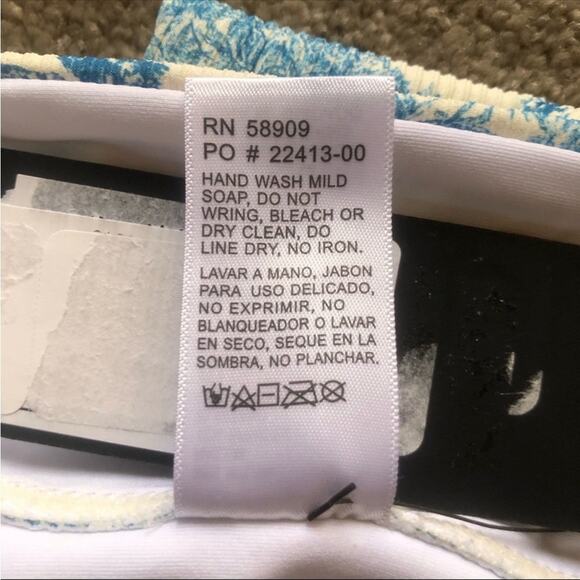 RN 58909
PO # 22413-00
HAND WASH MILD
SOAP, DO NOT
WRING, BLEACH OR
DRY CLEAN, DO
LINE DRY, NO IRON.
LAVAR A MANO, JABON
PARA USO DELICADO,
NO EXPRIMIR, NO
BLANQUEADOR O LAVAR
EN SECO, SEQUE EN LA
SOMBRA, NO PLANCHAR.